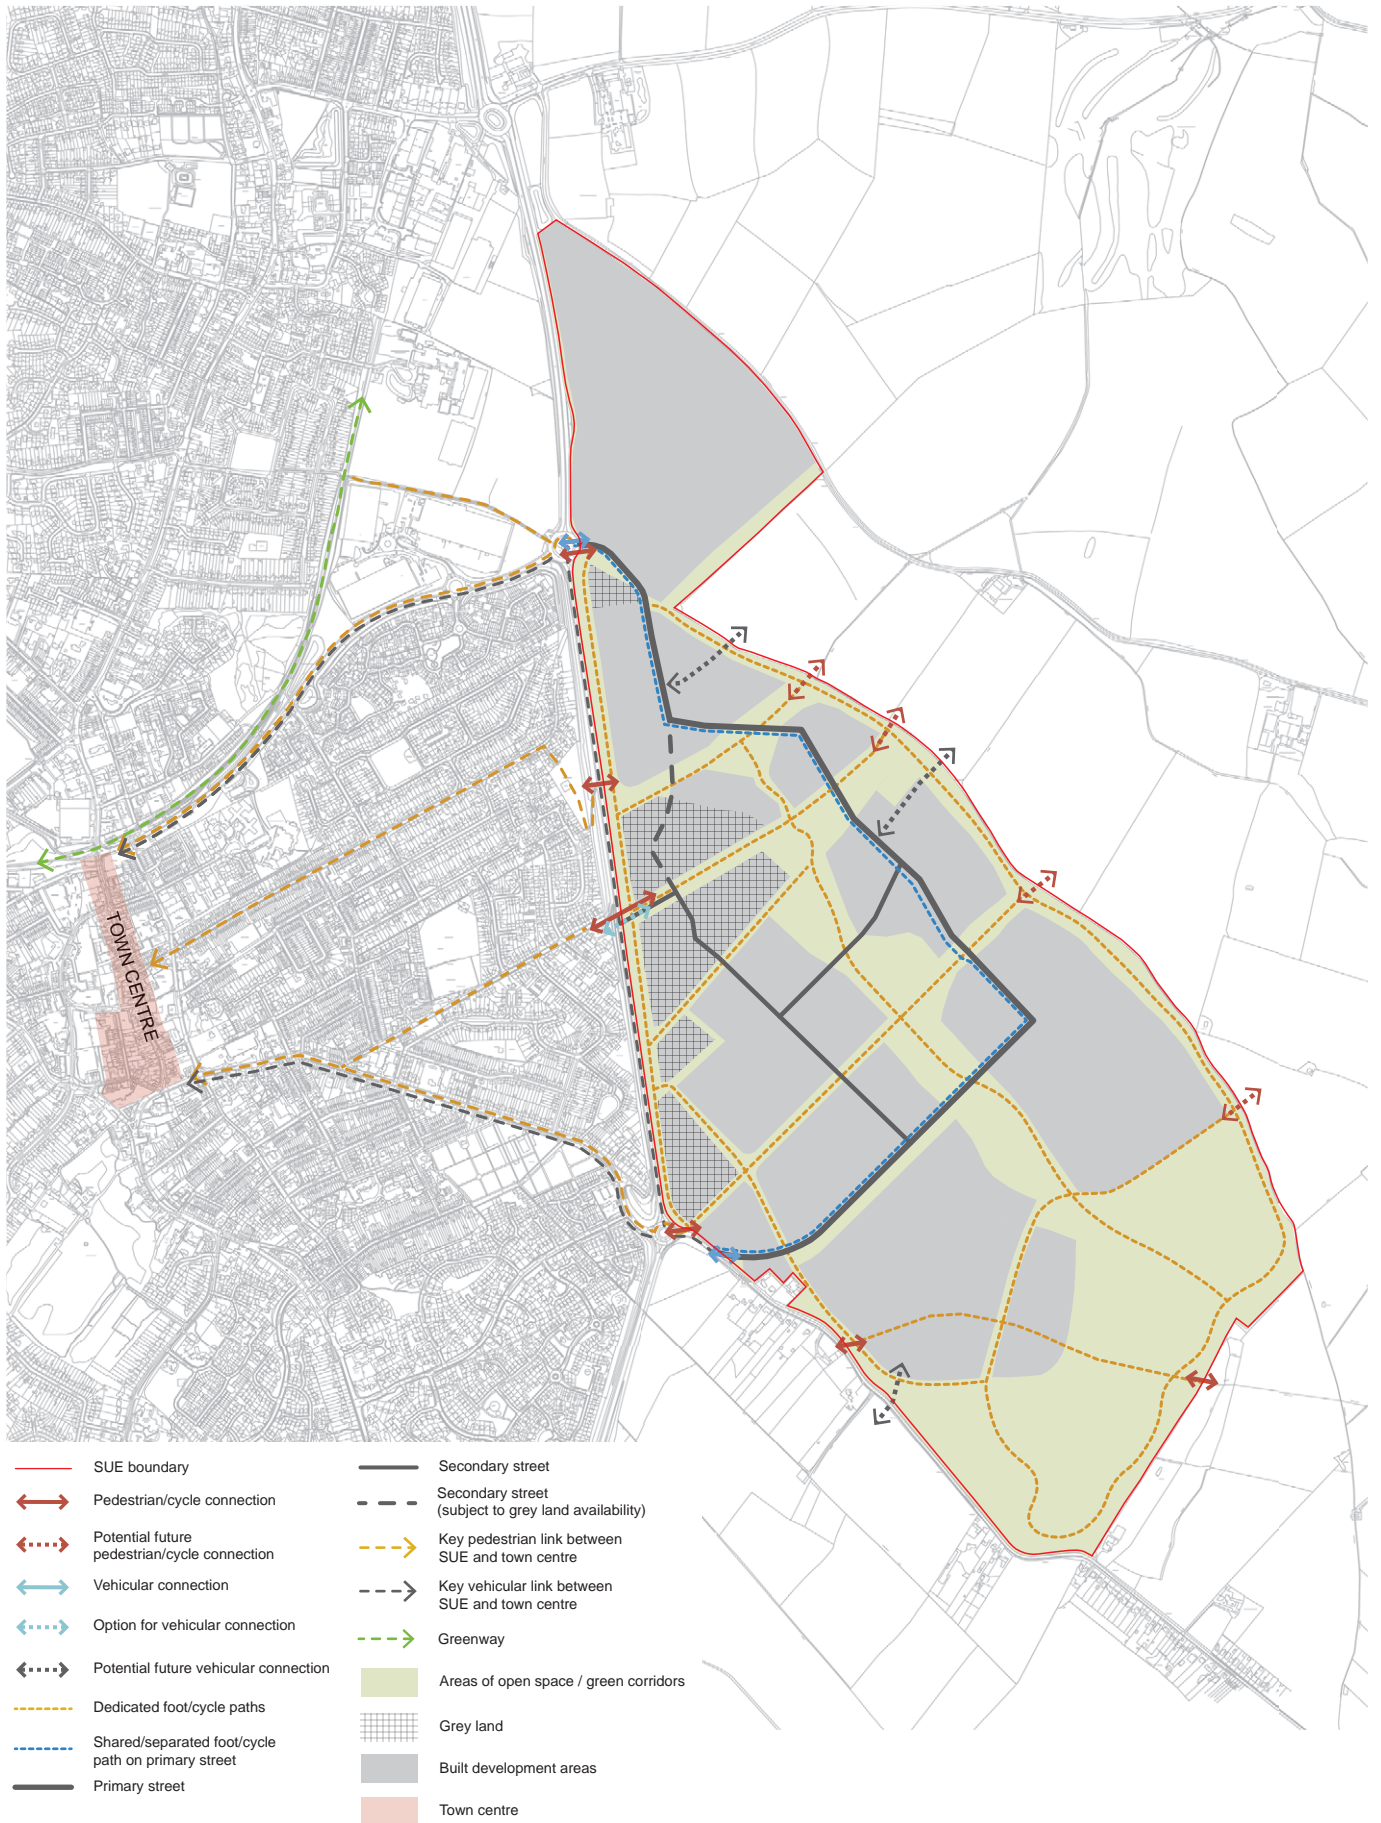 TOWN CENTRE
SUE boundary
Pedestrian/cycle connection
Potential future
pedestrian/cycle connection
Vehicular connection
Option for vehicular connection
Potential future vehicular connection
Dedicated foot/cycle paths
Shared/separated foot/cycle
path on primary street
Primary street
Secondary street
Secondary street
(subject to grey land availability)
Key pedestrian link between
SUE and town centre
Key vehicular link between
SUE and town centre
Greenway
Areas of open space / green corridors
Grey land
Built development areas
Town centre